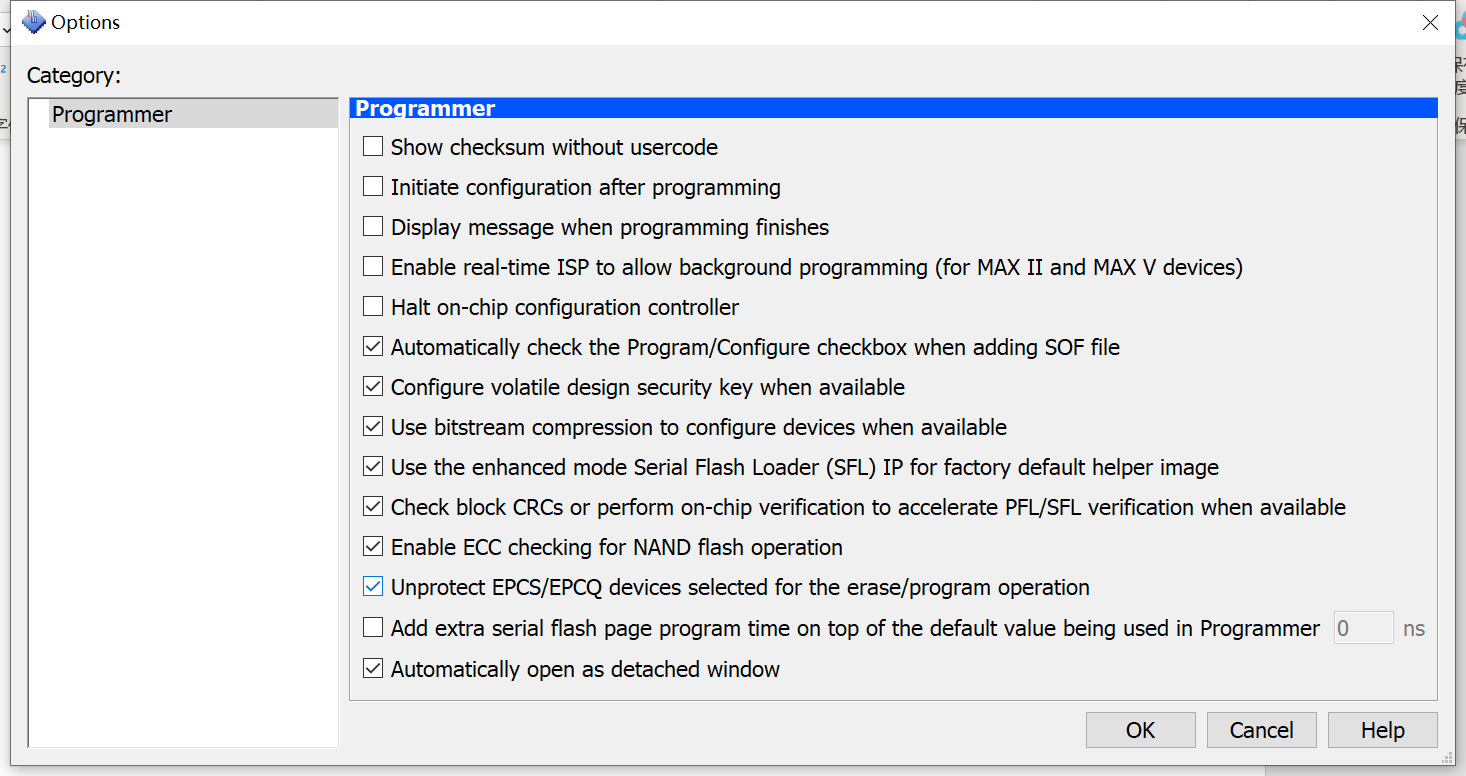 Options
Category:
Programmer
Programmer
Show checksum without usercode
Initiate configuration after programming
Display message when programming finishes
Enable real-time ISP to allow background programming (for MAX II and MAX V devices)
Halt on-chip configuration controller
Automatically check the Program/Configure checkbox when adding SOF file
Configure volatile design security key when available
Use bitstream compression to configure devices when available
Use the enhanced mode Serial Flash Loader (SFL) IP for factory default helper image
Check block CRCs or perform on-chip verification to accelerate PFL/SFL verification when available
Enable ECC checking for NAND flash operation
Unprotect EPCS/EPCQ devices selected for the erase/program operation
Add extra serial flash page program time on top of the default value being used in Programmer 0 ns
Automatically open as detached window
OK Cancel Help